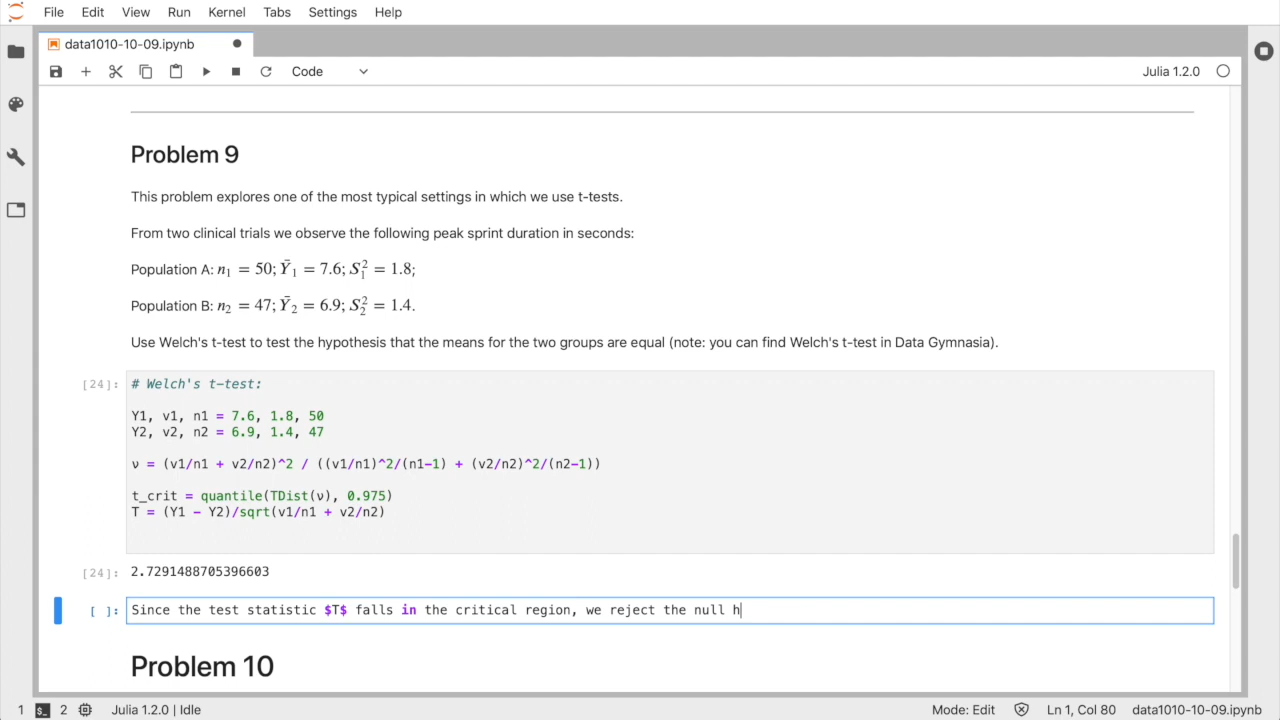 File Edit View Run Kernel Tabs Settings Help
data1010-10-09.ipynb
Code
Julia 1.2.0
Problem 9
This problem explores one of the most typical settings in which we use t-tests.
From two clinical trials we observe the following peak sprint duration in seconds:
Population A: n₁ = 50; Ȳ₁ = 7.6; S₁² = 1.8;
Population B: n₂ = 47; Ȳ₂ = 6.9; S₂² = 1.4.
Use Welch's t-test to test the hypothesis that the means for the two groups are equal (note: you can find Welch's t-test in Data Gymnasia).
[24]: # Welch's t-test:
Y1, v1, n1 = 7.6, 1.8, 50
Y2, v2, n2 = 6.9, 1.4, 47
ν = (v1/n1 + v2/n2)^2 / ((v1/n1)^2/(n1-1) + (v2/n2)^2/(n2-1))
t_crit = quantile(TDist(ν), 0.975)
T = (Y1 - Y2)/sqrt(v1/n1 + v2/n2)
[24]: 2.7291488705396603
[ ]: Since the test statistic $T$ falls in the critical region, we reject the null h
Problem 10
1 $_ 2 Julia 1.2.0 | Idle Mode: Edit Ln 1, Col 80 data1010-10-09.ipynb